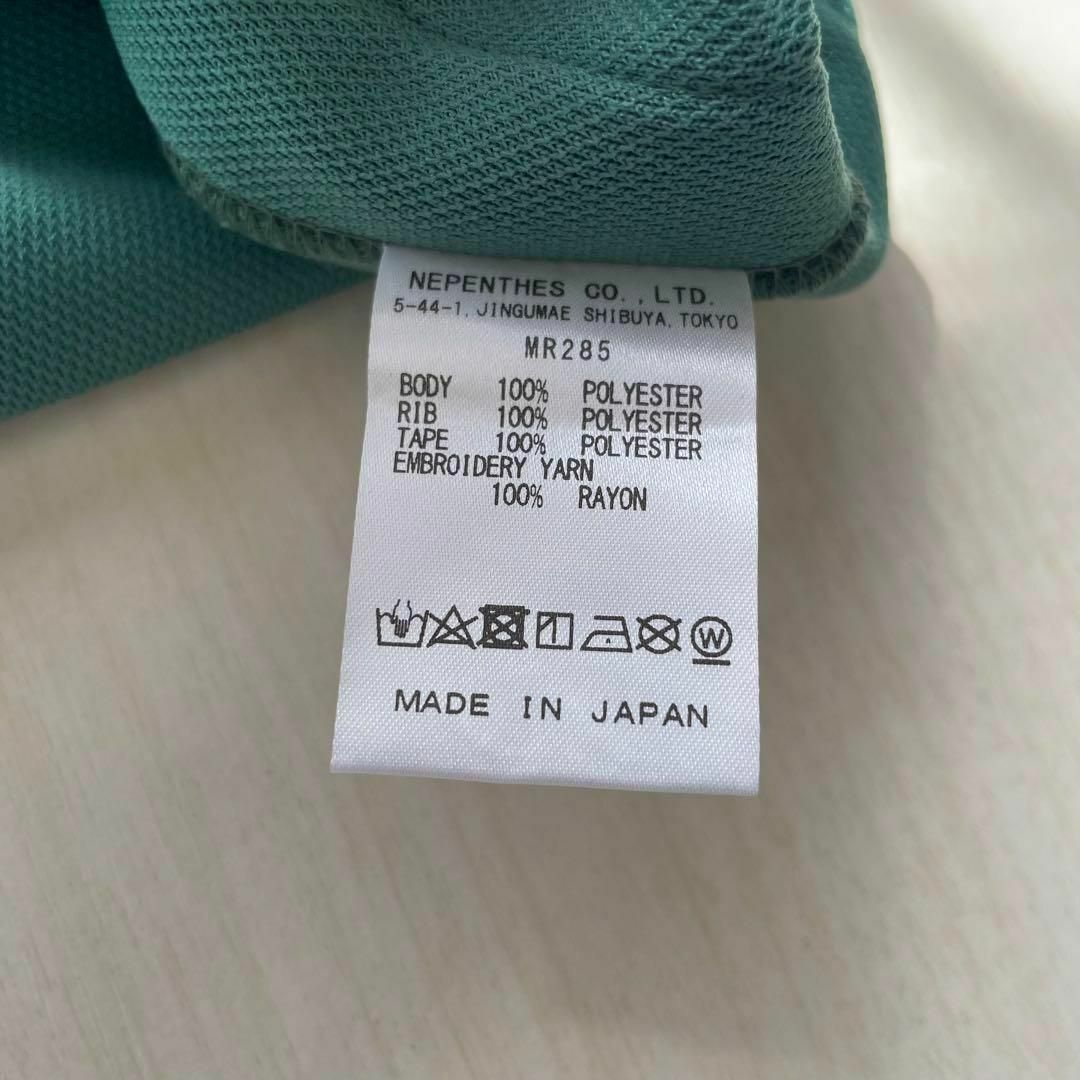 NEPENTHES CO., LTD.
5-44-1, JINGUMAE SHIBUYA, TOKYO
MR285
BODY 100% POLYESTER
RIB 100% POLYESTER
TAPE 100% POLYESTER
EMBROIDERY YARN
100% RAYON
W
MADE IN JAPAN